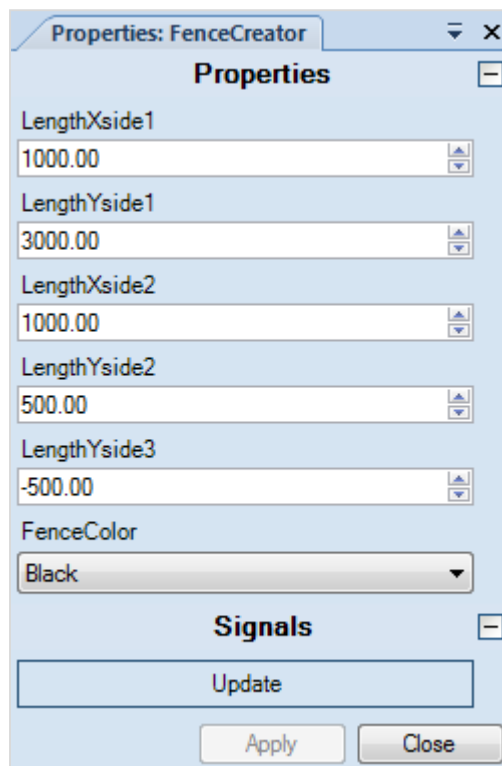 Properties: FenceCreator
Properties
LengthXside1
1000.00
LengthYside1
3000.00
LengthXside2
1000.00
LengthYside2
500.00
LengthYside3
-500.00
FenceColor
Black
Signals
Update
Apply Close